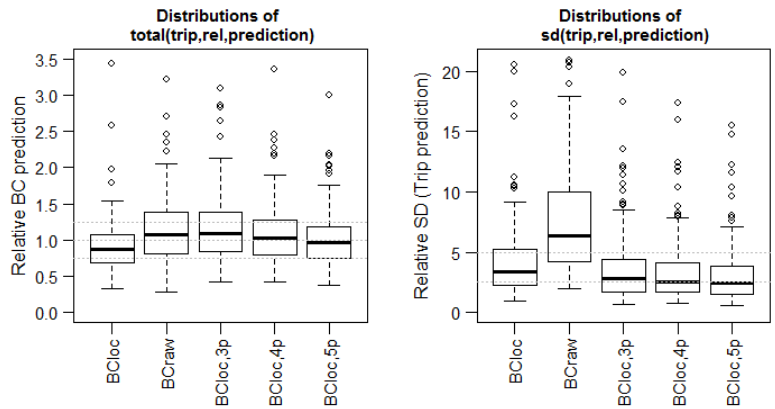 Distributions of
total(trip,rel,prediction)
Relative BC prediction
3.5
3.0
2.5
2.0
1.5
1.0
0.5
0.0
BCloc
BCraw
BCloc,3p
BCloc,4p
BCloc,5p
Distributions of
sd(trip,rel,prediction)
Relative SD (Trip prediction)
20
15
10
5
0
BCloc
BCraw
BCloc,3p
BCloc,4p
BCloc,5p